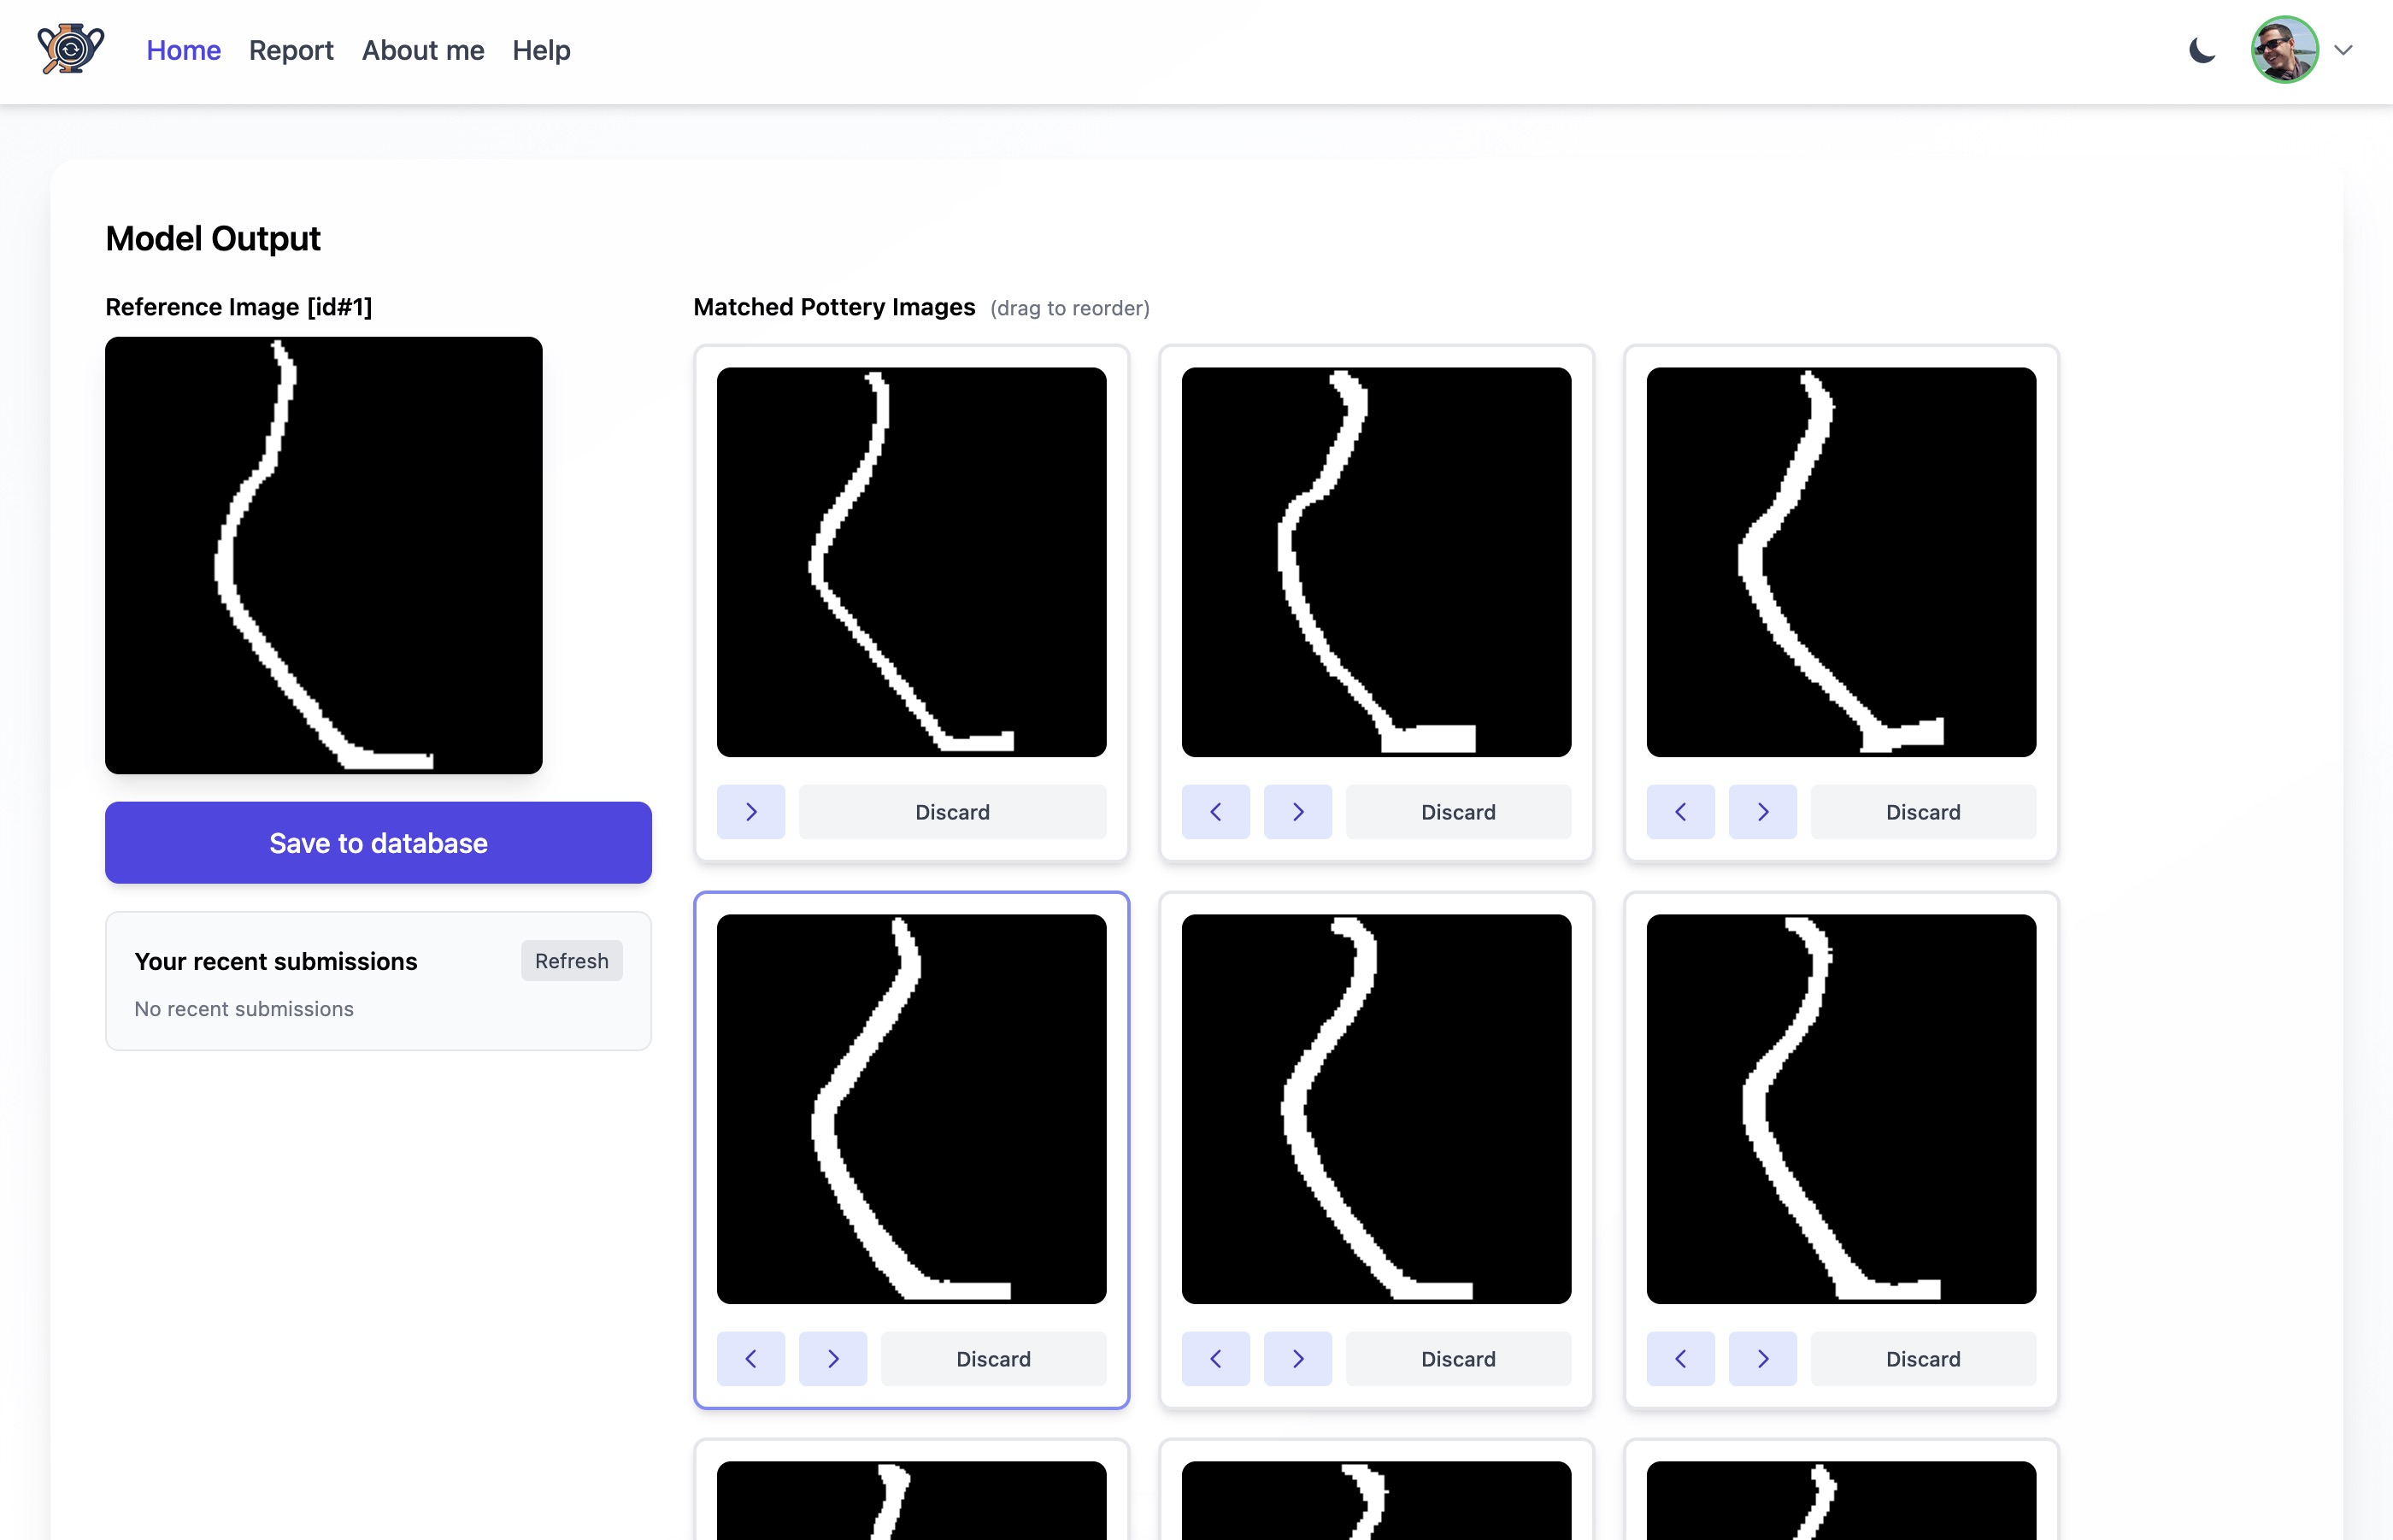 Home Report About me Help
Model Output
Reference Image [id#1]
Matched Pottery Images (drag to reorder)
Discard Discard Discard
Save to database
Your recent submissions Refresh
No recent submissions
Discard Discard Discard